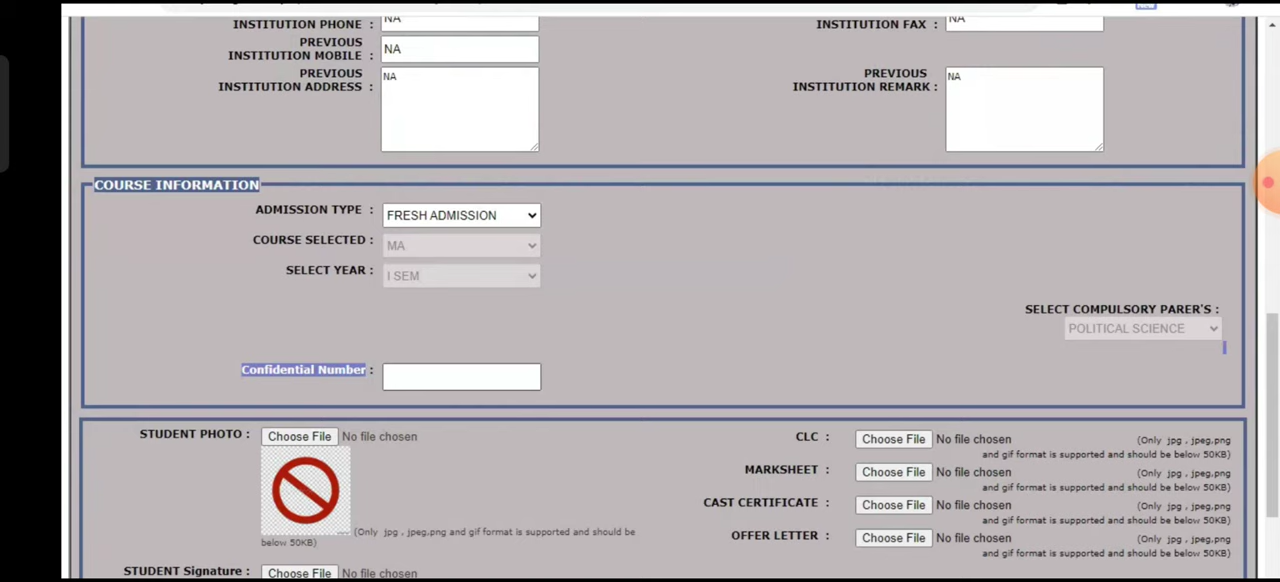 INSTITUTION PHONE : NA
INSTITUTION FAX : NA
PREVIOUS
INSTITUTION MOBILE : NA
PREVIOUS
INSTITUTION ADDRESS : NA
PREVIOUS
INSTITUTION REMARK : NA
COURSE INFORMATION
ADMISSION TYPE : FRESH ADMISSION
COURSE SELECTED : MA
SELECT YEAR : I SEM
SELECT COMPULSORY PARER'S :
POLITICAL SCIENCE
Confidential Number :
STUDENT PHOTO : Choose File No file chosen
(Only jpg , jpeg,png and gif format is supported and should be
below 50KB)
CLC : Choose File No file chosen (Only jpg , jpeg,png
and gif format is supported and should be below 50KB)
MARKSHEET : Choose File No file chosen (Only jpg , jpeg,png
and gif format is supported and should be below 50KB)
CAST CERTIFICATE : Choose File No file chosen (Only jpg , jpeg,png
and gif format is supported and should be below 50KB)
OFFER LETTER : Choose File No file chosen (Only jpg , jpeg,png
and gif format is supported and should be below 50KB)
STUDENT Signature : Choose File No file chosen